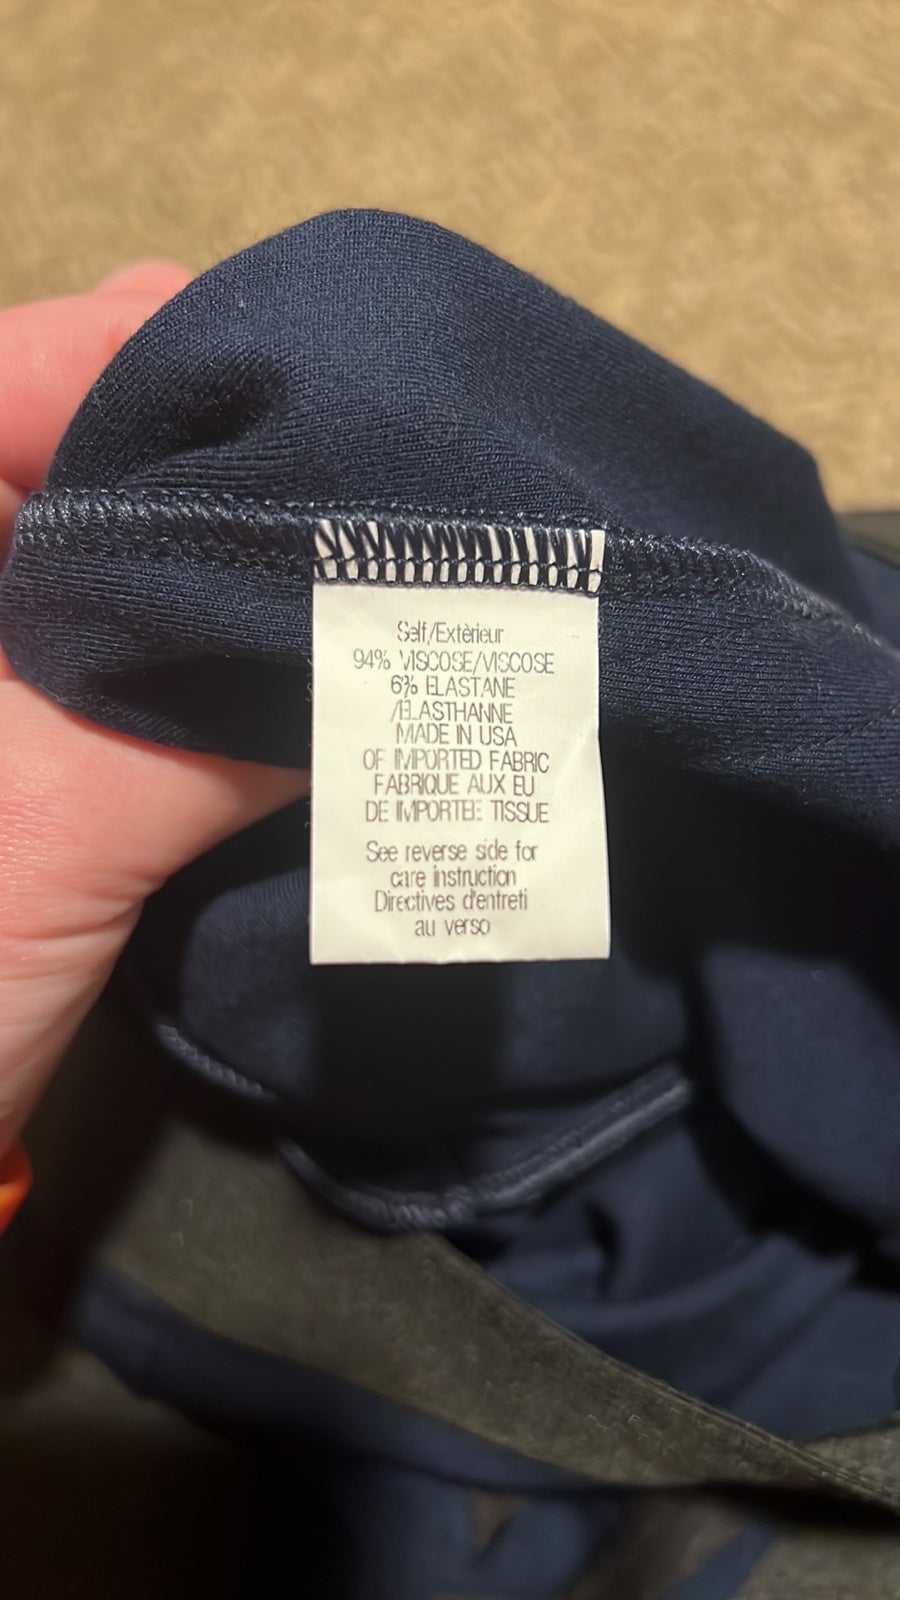 Self/Extèrieur
94% VISCOSE/VISCOSE
6% ELASTANE
/ELASTHANNE
MADE IN USA
OF IMPORTED FABRIC
FABRIQUE AUX EU
DE IMPORTEE TISSUE
See reverse side for
care instruction
Directives d'entreti
au verso